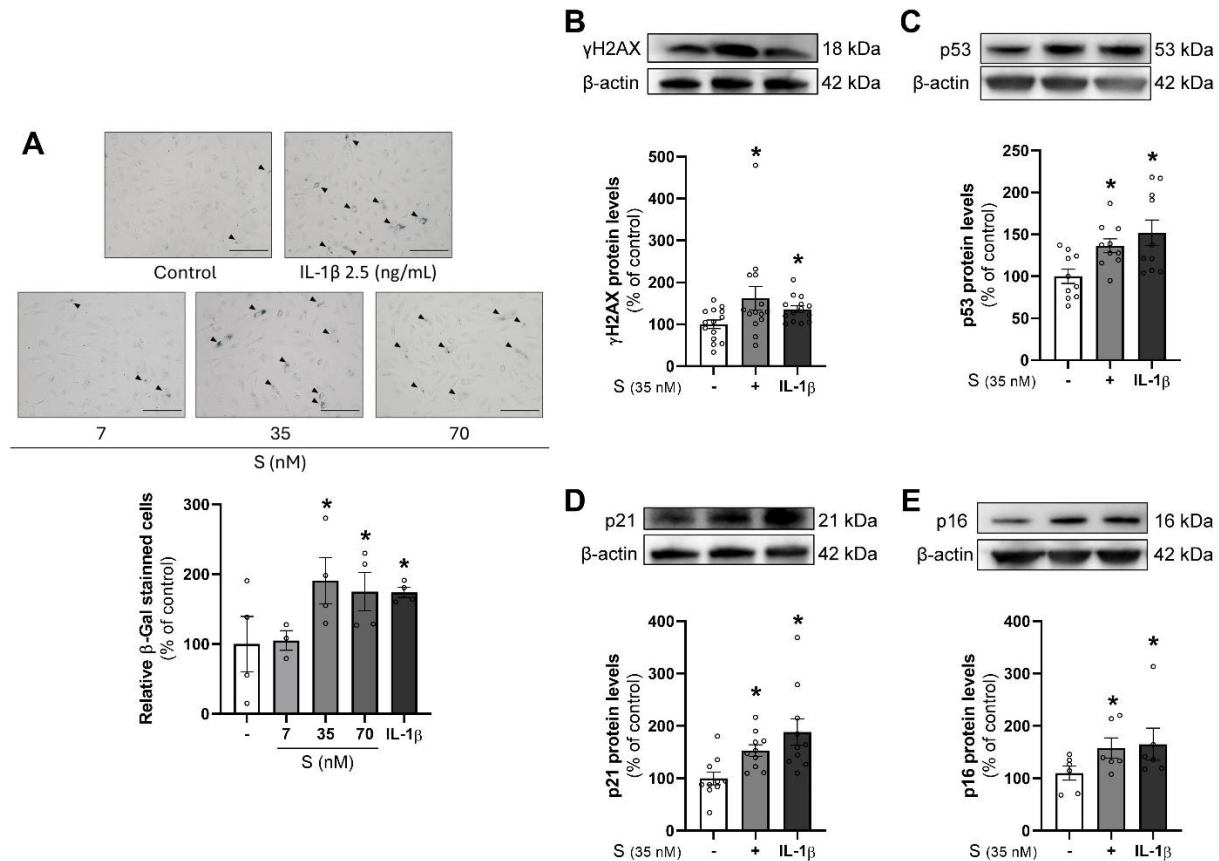 A
Control
IL-1β 2.5 (ng/mL)
7
35
70
S (nM)
Relative β-Gal stainned cells
(% of control)
300
200
100
0
-
7
35
70
IL-1β
S (nM)
*
*
*
B
γH2AX
18 kDa
β-actin
42 kDa
γH2AX protein levels
(% of control)
500
400
300
200
100
0
*
*
S (35 nM)
-
+
IL-1β
C
p53
53 kDa
β-actin
42 kDa
p53 protein levels
(% of control)
250
200
150
100
50
0
*
*
S (35 nM)
-
+
IL-1β
D
p21
21 kDa
β-actin
42 kDa
p21 protein levels
(% of control)
400
300
200
100
0
*
*
S (35 nM)
-
+
IL-1β
E
p16
16 kDa
β-actin
42 kDa
p16 protein levels
(% of control)
400
300
200
100
0
*
*
S (35 nM)
-
+
IL-1β